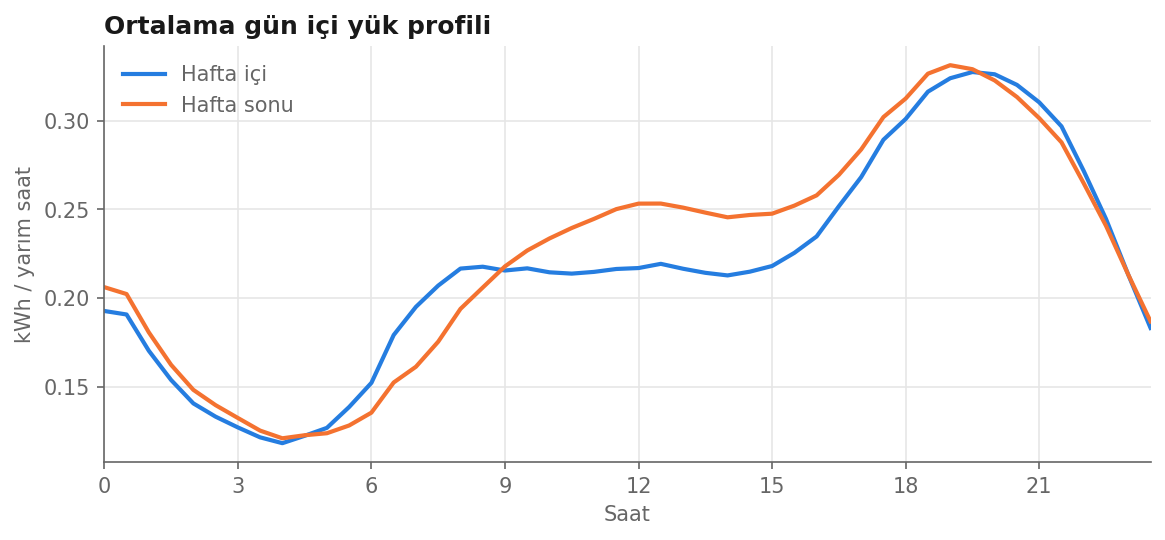 Ortalama gün içi yük profili
Hafta içi
Hafta sonu
kWh / yarım saat
0.30
0.25
0.20
0.15
0 3 6 9 12 15 18 21
Saat